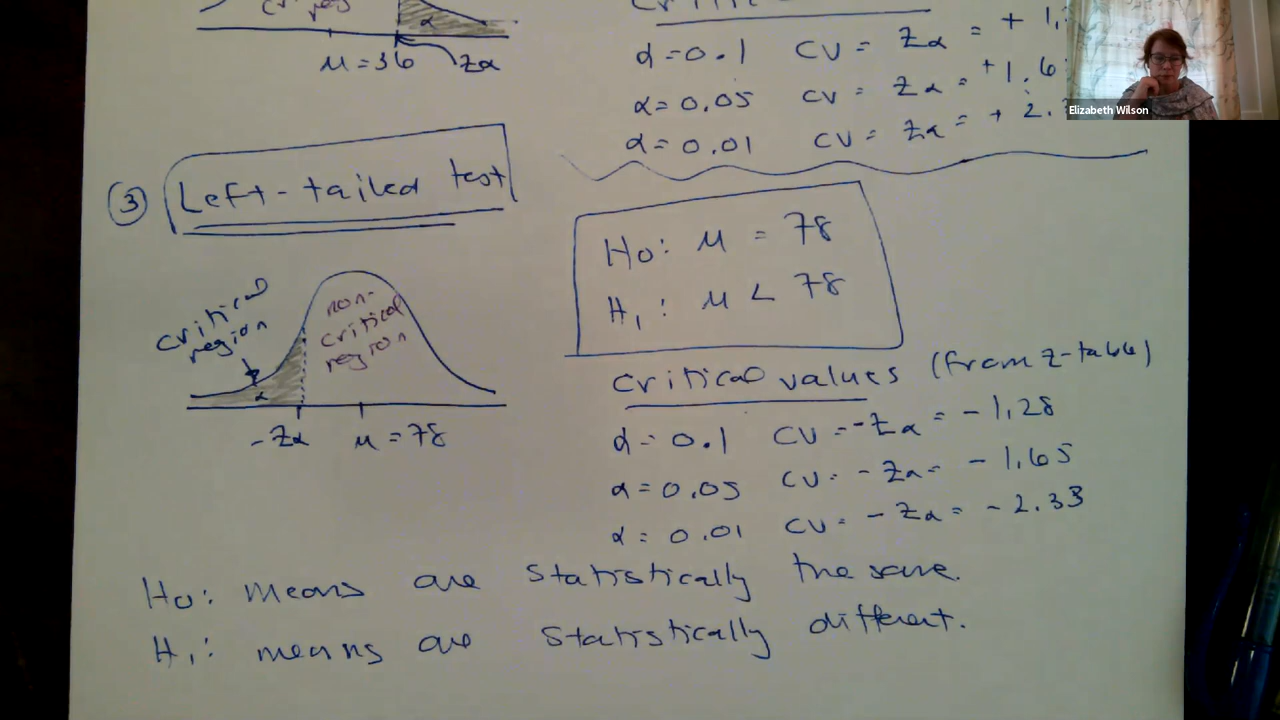 μ = 36 Zα
α
α = 0.1 CV = Zα = + 1.
α = 0.05 CV = Zα = +1.6
α = 0.01 CV = Zα = + 2.
Elizabeth Wilson
③ Left-tailed test
critical region
non-critical region
α
-Zα μ = 78
H0: μ = 78
H1: μ < 78
critical values (from z-table)
α = 0.1 CV = -Zα = -1.28
α = 0.05 CV = -Zα = -1.65
α = 0.01 CV = -Zα = -2.33
H0: means are statistically the same.
H1: means are statistically different.